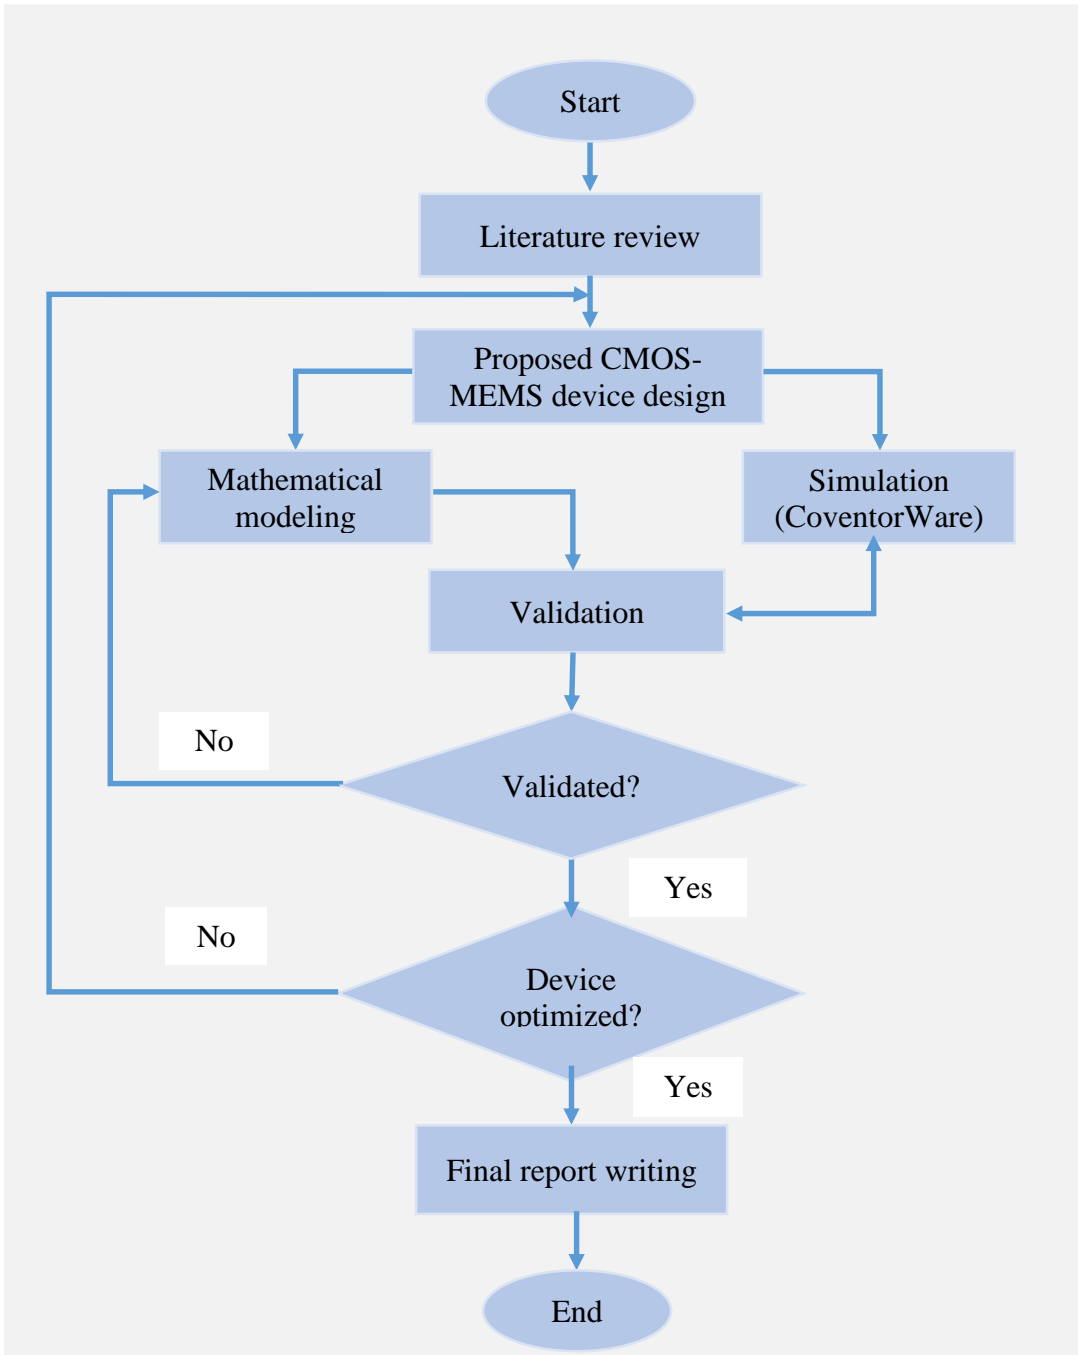 Start
Literature review
Proposed CMOS-
MEMS device design
Mathematical
modeling
Simulation
(CoventorWare)
Validation
No
Validated?
Yes
No
Device
optimized?
Yes
Final report writing
End